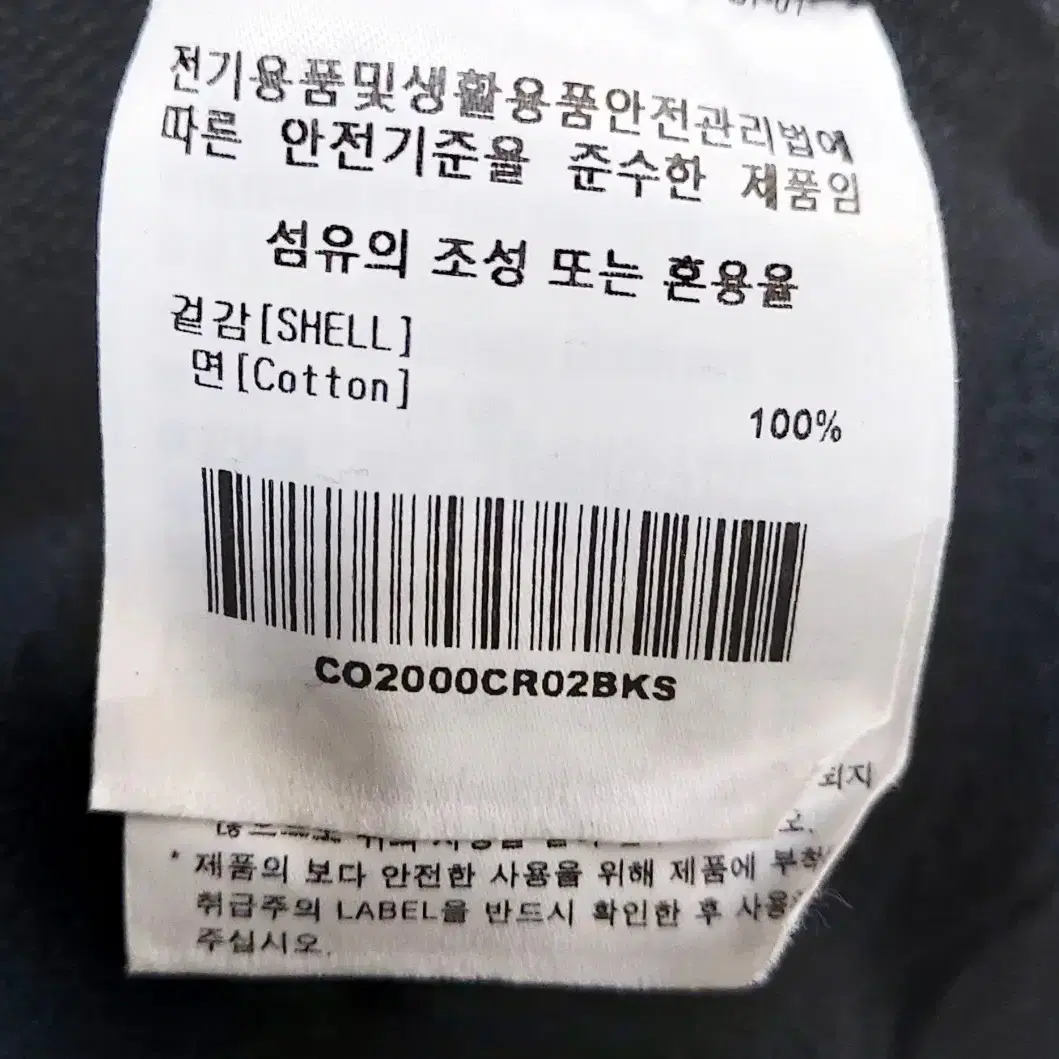 전기용품및생활용품안전관리법에
따른 안전기준을 준수한 제품임
섬유의 조성 또는 혼용율
겉감[SHELL]
면[Cotton]
100%
CO2000CR02BKS
되지
오.
* 제품의 보다 안전한 사용을 위해 제품에 부착
취급주의 LABEL을 반드시 확인한 후 사용
주십시오.